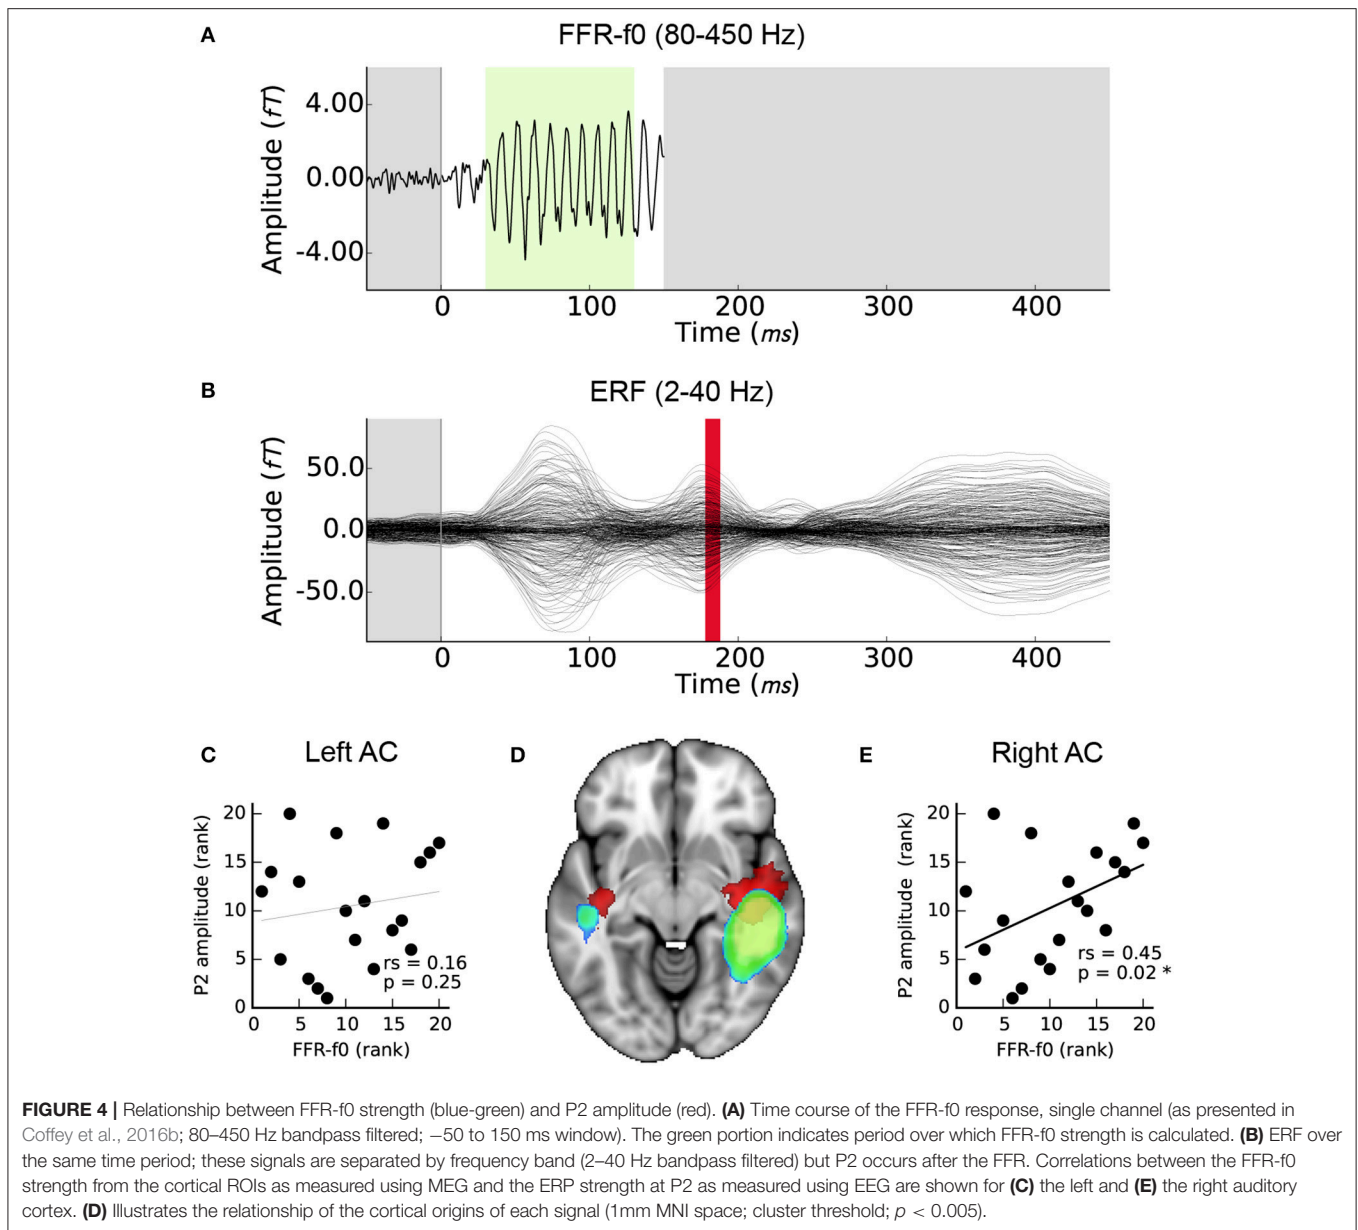 A
FFR-f0 (80-450 Hz)
Amplitude (fT)
4.00
0.00
-4.00
0 100 200 300 400
Time (ms)
B
ERF (2-40 Hz)
Amplitude (fT)
50.0
0.0
-50.0
0 100 200 300 400
Time (ms)
C
Left AC
P2 amplitude (rank)
20
15
10
5
0
rs = 0.16
p = 0.25
0 5 10 15 20
FFR-f0 (rank)
D
E
Right AC
P2 amplitude (rank)
20
15
10
5
0
rs = 0.45
p = 0.02 *
0 5 10 15 20
FFR-f0 (rank)
FIGURE 4 | Relationship between FFR-f0 strength (blue-green) and P2 amplitude (red). (A) Time course of the FFR-f0 response, single channel (as presented in
Coffey et al., 2016b; 80–450 Hz bandpass filtered; −50 to 150 ms window). The green portion indicates period over which FFR-f0 strength is calculated. (B) ERF over
the same time period; these signals are separated by frequency band (2–40 Hz bandpass filtered) but P2 occurs after the FFR. Correlations between the FFR-f0
strength from the cortical ROIs as measured using MEG and the ERP strength at P2 as measured using EEG are shown for (C) the left and (E) the right auditory
cortex. (D) Illustrates the relationship of the cortical origins of each signal (1mm MNI space; cluster threshold; p < 0.005).